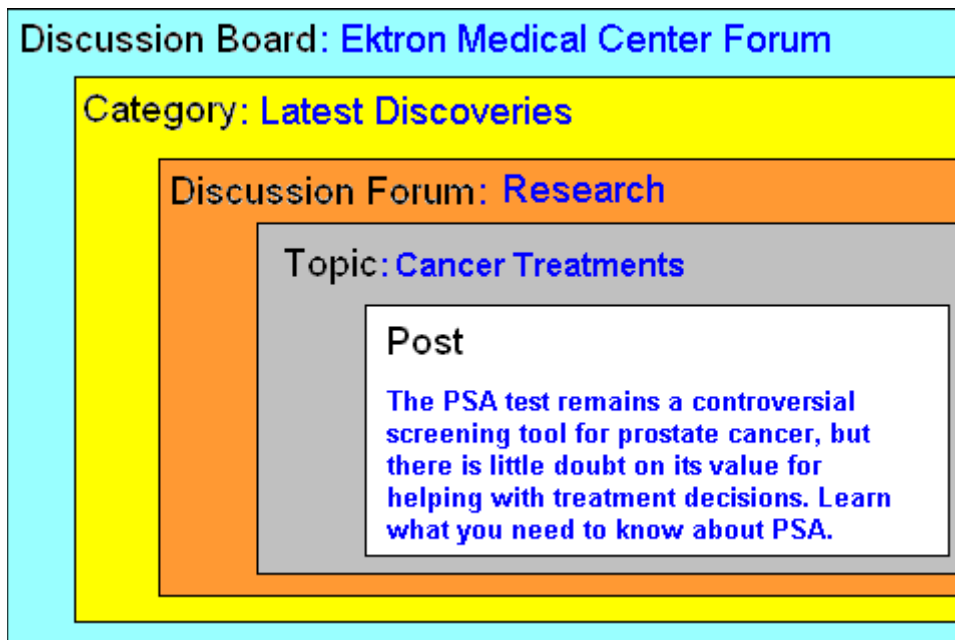 Discussion Board: Ektron Medical Center Forum
Category: Latest Discoveries
Discussion Forum: Research
Topic: Cancer Treatments
Post
The PSA test remains a controversial
screening tool for prostate cancer, but
there is little doubt on its value for
helping with treatment decisions. Learn
what you need to know about PSA.